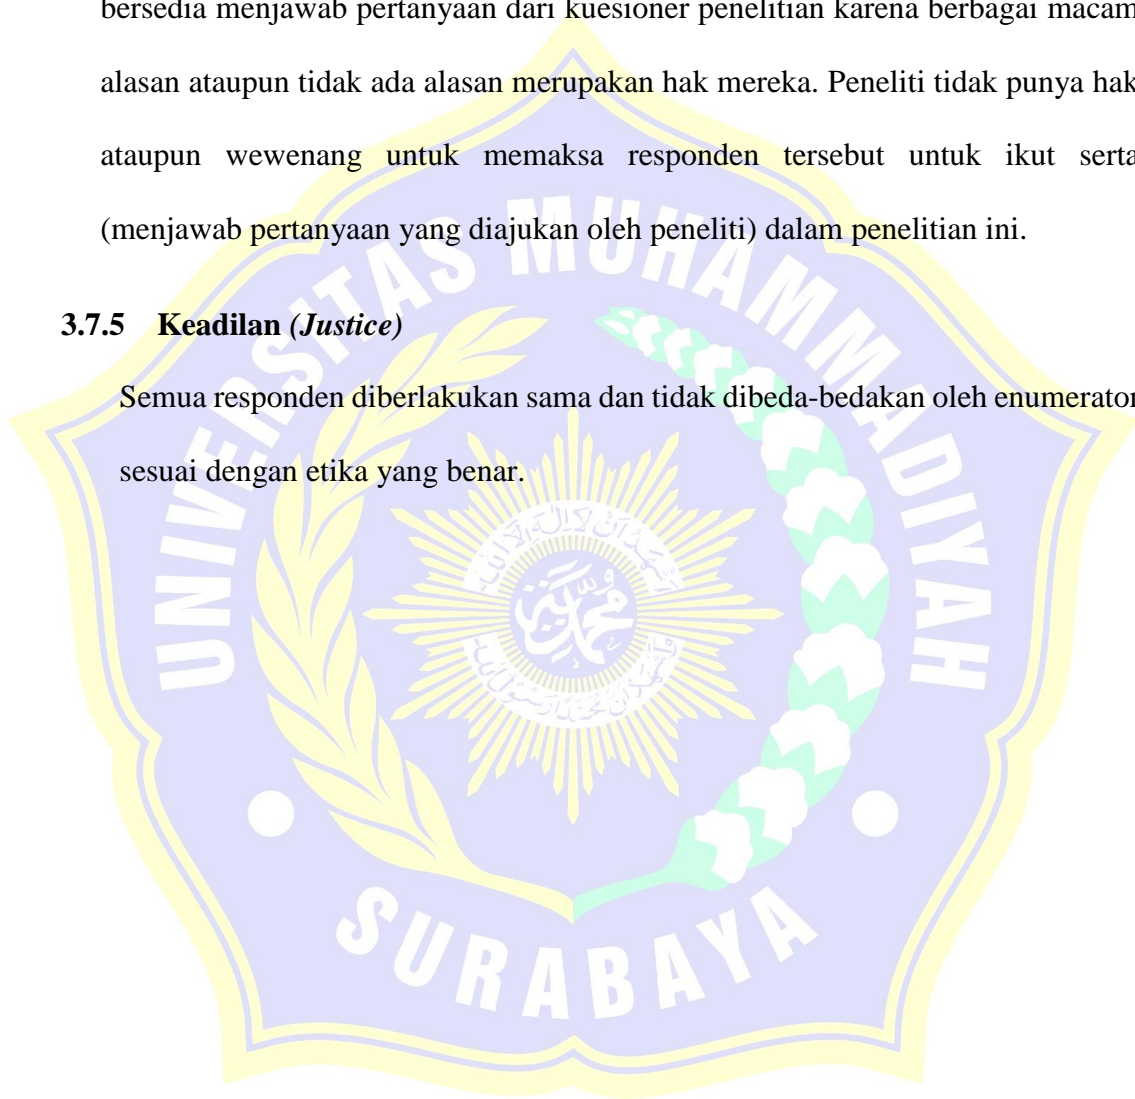 bersedia menjawab pertanyaan dari kuesioner penelitian karena berbagai macam
alasan ataupun tidak ada alasan merupakan hak mereka. Peneliti tidak punya hak
ataupun wewenang untuk memaksa responden tersebut untuk ikut serta
(menjawab pertanyaan yang diajukan oleh peneliti) dalam penelitian ini.
3.7.5 Keadilan (Justice)
Semua responden diberlakukan sama dan tidak dibeda-bedakan oleh enumerator
sesuai dengan etika yang benar.
UNIVERSITAS MUHAMMADIYAH
SURABAYA